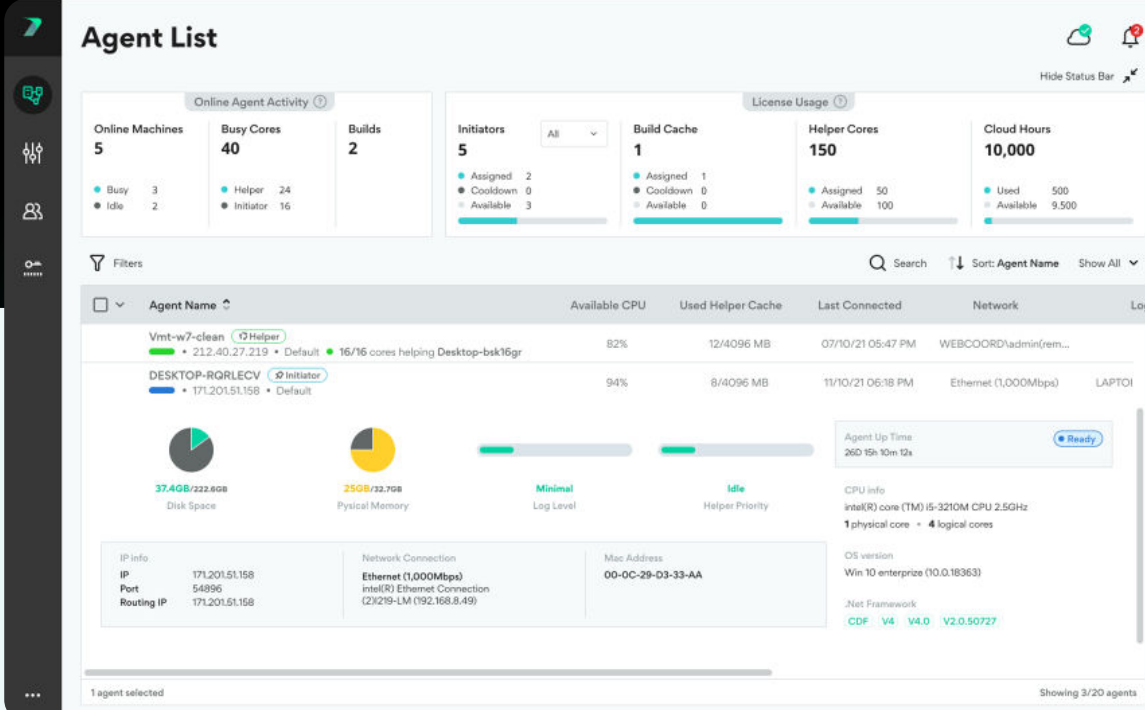 Agent List
2
Hide Status Bar
Online Agent Activity ?
License Usage ?
Online Machines
5
Busy 3
Idle 2
Busy Cores
40
Helper 24
Initiator 16
Builds
2
Initiators
All
5
Assigned 2
Cooldown 0
Available 3
Build Cache
1
Assigned 1
Cooldown 0
Available 0
Helper Cores
150
Assigned 50
Available 100
Cloud Hours
10,000
Used 500
Available 9.500
Filters
Search
Sort: Agent Name
Show All
Agent Name Available CPU Used Helper Cache Last Connected Network Lo
Vmt-w7-clean Helper
• 212.40.27.219 • Default • 16/16 cores helping Desktop-bsk16gr
82% 12/4096 MB 07/10/21 05:47 PM WEBCOORD\admin(rem...
DESKTOP-RQRLECV Initiator
• 171.201.51.158 • Default
94% 8/4096 MB 11/10/21 06:18 PM Ethernet (1,000Mbps) LAPTOI
37.4GB/222.6GB
Disk Space
25GB/32.7GB
Pysical Memory
Minimal
Log Level
Idle
Helper Priority
Agent Up Time
26D 15h 10m 12s
Ready
CPU info
intel(R) core (TM) i5-3210M CPU 2.5GHz
1 physical core • 4 logical cores
OS version
Win 10 enterprize (10.0.18363)
.Net Framework
CDF V4 V4.0 V2.0.50727
IP info
IP 171.201.51.158
Port 54896
Routing IP 171.201.51.158
Network Connection
Ethernet (1,000Mbps)
intel(R) Ethernet Connection
(2)I219-LM (192.168.8.49)
Mac Address
00-0C-29-D3-33-AA
1 agent selected
Showing 3/20 agents